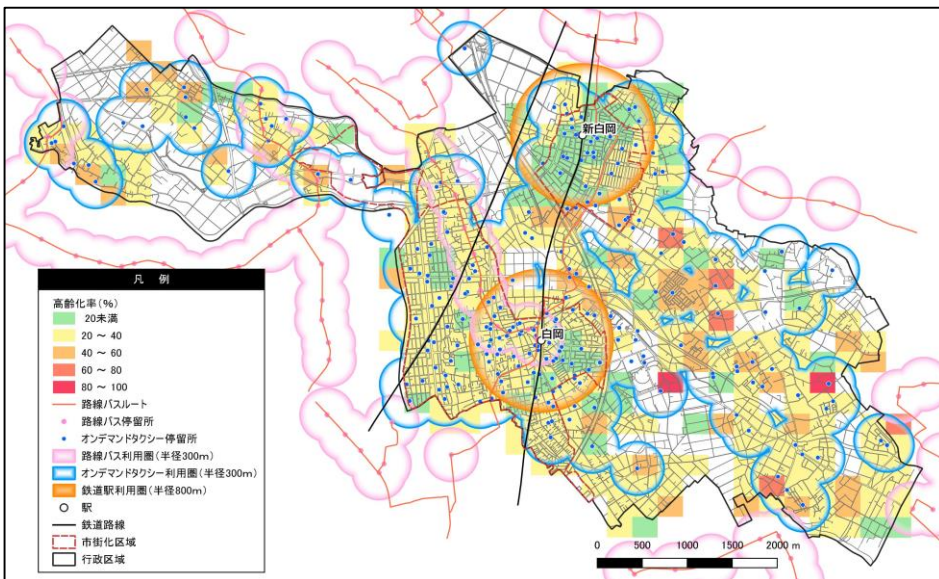 新白岡
白岡
凡 例
高齢化率(%)
20未満
20 ～ 40
40 ～ 60
60 ～ 80
80 ～ 100
路線バスルート
路線バス停留所
オンデマンドタクシー停留所
路線バス利用圏(半径300m)
オンデマンドタクシー利用圏(半径300m)
鉄道駅利用圏(半径800m)
駅
鉄道路線
市街化区域
行政区域
0 500 1000 1500 2000 m